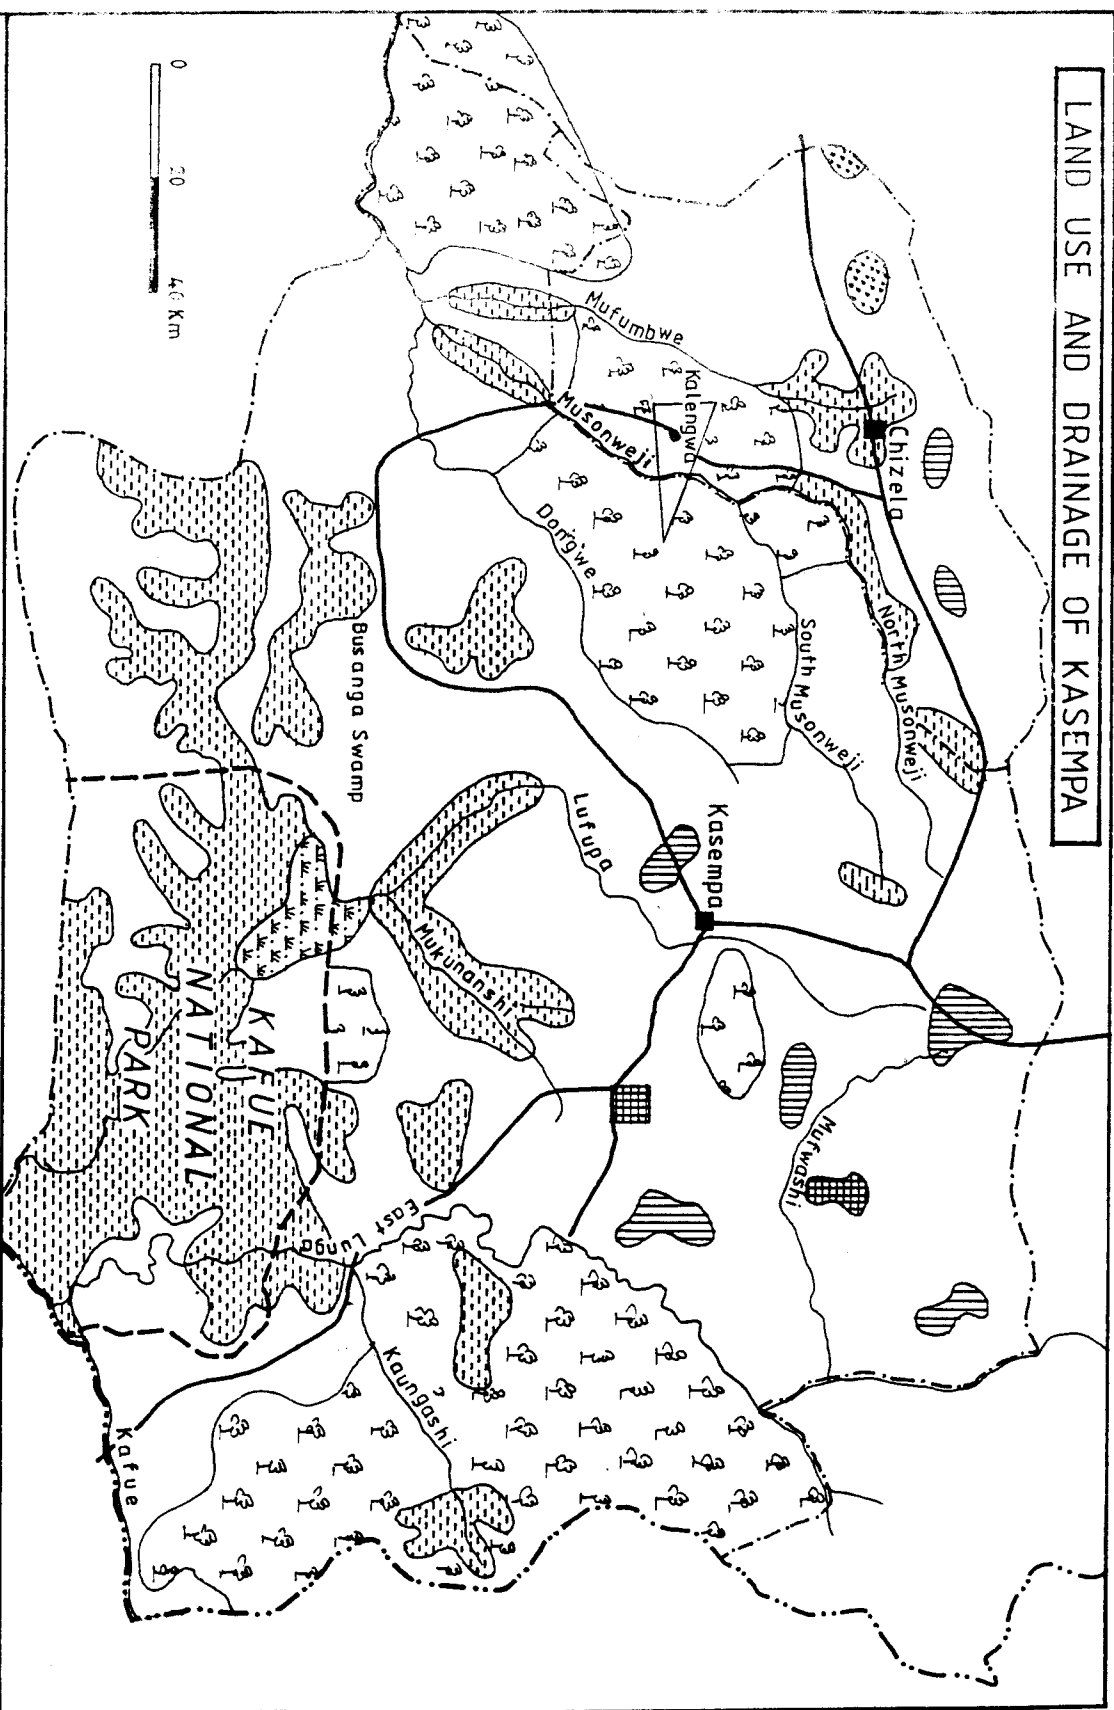 LAND USE AND DRAINAGE OF KASEMPA
Chizela
Mufumbwe
Kalengwa
Musonweji
North Musonweji
South Musonweji
Dongwe
Kasempa
Lufupa
Mufwashi
Busanga Swamp
Mukunanshi
East Lunga
KAFUE
NATIONAL
PARK
Kaungashi
Kafue
0 20 40 Km